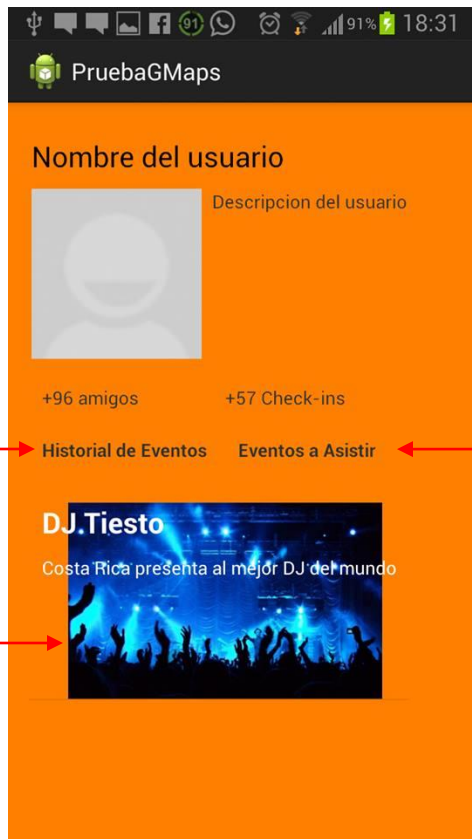 91 91% 18:31
PruebaGMaps
Nombre del usuario
Descripcion del usuario
+96 amigos +57 Check-ins
Historial de Eventos Eventos a Asistir
DJ.Tiesto
Costa Rica presenta al mejor DJ del mundo